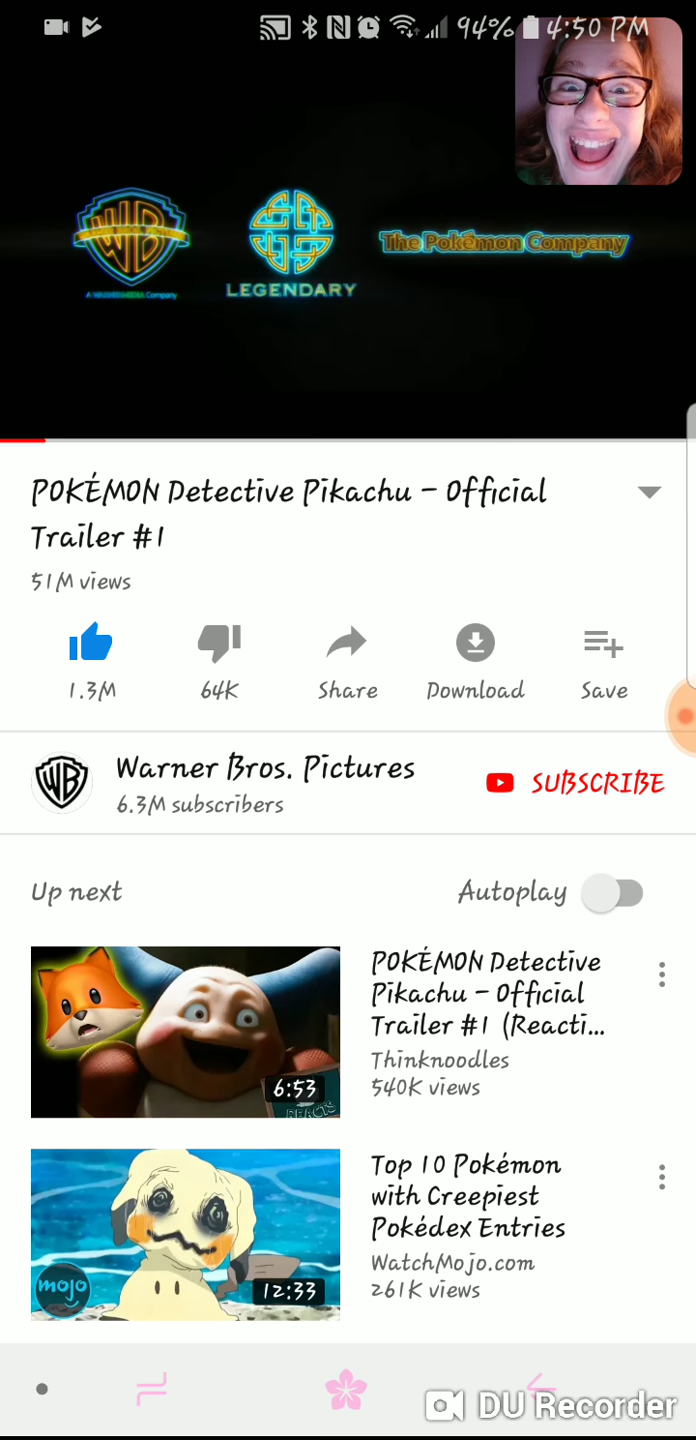 94% 4:50 PM
WB
LEGENDARY
The Pokémon Company
POKÉMON Detective Pikachu – Official
Trailer #1
51M views
1.3M 64K Share Download Save
WB
Warner Bros. Pictures
6.3M subscribers
SUBSCRIBE
Up next Autoplay
POKÉMON Detective
Pikachu – Official
Trailer #1 (Reacti...
Thinknoodles
540K views
6:53
REACTS
Top 10 Pokémon
with Creepiest
Pokédex Entries
WatchMojo.com
261K views
mojo
12:33
DU Recorder